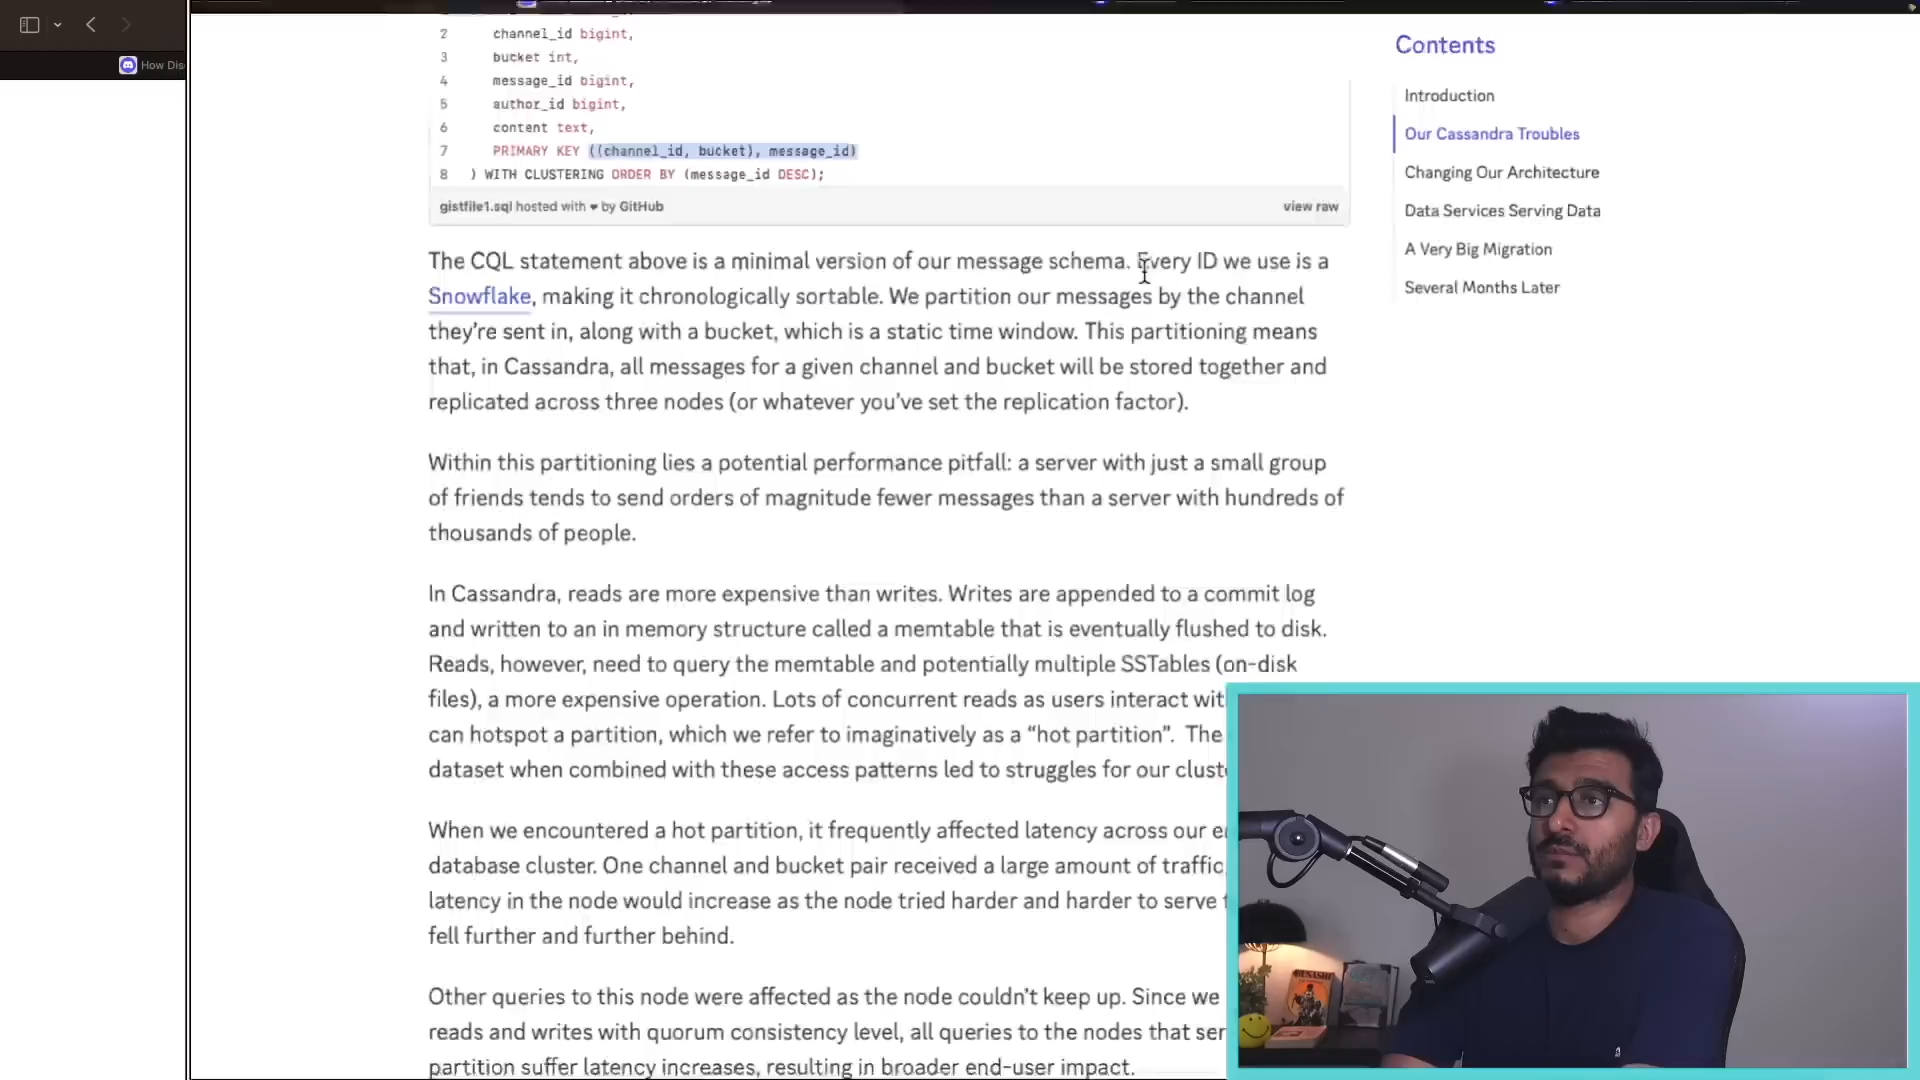 How Dis
2 channel_id bigint,
3 bucket int,
4 message_id bigint,
5 author_id bigint,
6 content text,
7 PRIMARY KEY ((channel_id, bucket), message_id)
8 ) WITH CLUSTERING ORDER BY (message_id DESC);
gistfile1.sql hosted with ❤ by GitHub
view raw
The CQL statement above is a minimal version of our message schema. Every ID we use is a
Snowflake, making it chronologically sortable. We partition our messages by the channel
they’re sent in, along with a bucket, which is a static time window. This partitioning means
that, in Cassandra, all messages for a given channel and bucket will be stored together and
replicated across three nodes (or whatever you’ve set the replication factor).
Within this partitioning lies a potential performance pitfall: a server with just a small group
of friends tends to send orders of magnitude fewer messages than a server with hundreds of
thousands of people.
In Cassandra, reads are more expensive than writes. Writes are appended to a commit log
and written to an in memory structure called a memtable that is eventually flushed to disk.
Reads, however, need to query the memtable and potentially multiple SSTables (on-disk
files), a more expensive operation. Lots of concurrent reads as users interact wit
can hotspot a partition, which we refer to imaginatively as a “hot partition”. The
dataset when combined with these access patterns led to struggles for our clust
When we encountered a hot partition, it frequently affected latency across our e
database cluster. One channel and bucket pair received a large amount of traffic,
latency in the node would increase as the node tried harder and harder to serve
fell further and further behind.
Other queries to this node were affected as the node couldn’t keep up. Since we
reads and writes with quorum consistency level, all queries to the nodes that ser
partition suffer latency increases, resulting in broader end-user impact.
Contents
Introduction
Our Cassandra Troubles
Changing Our Architecture
Data Services Serving Data
A Very Big Migration
Several Months Later